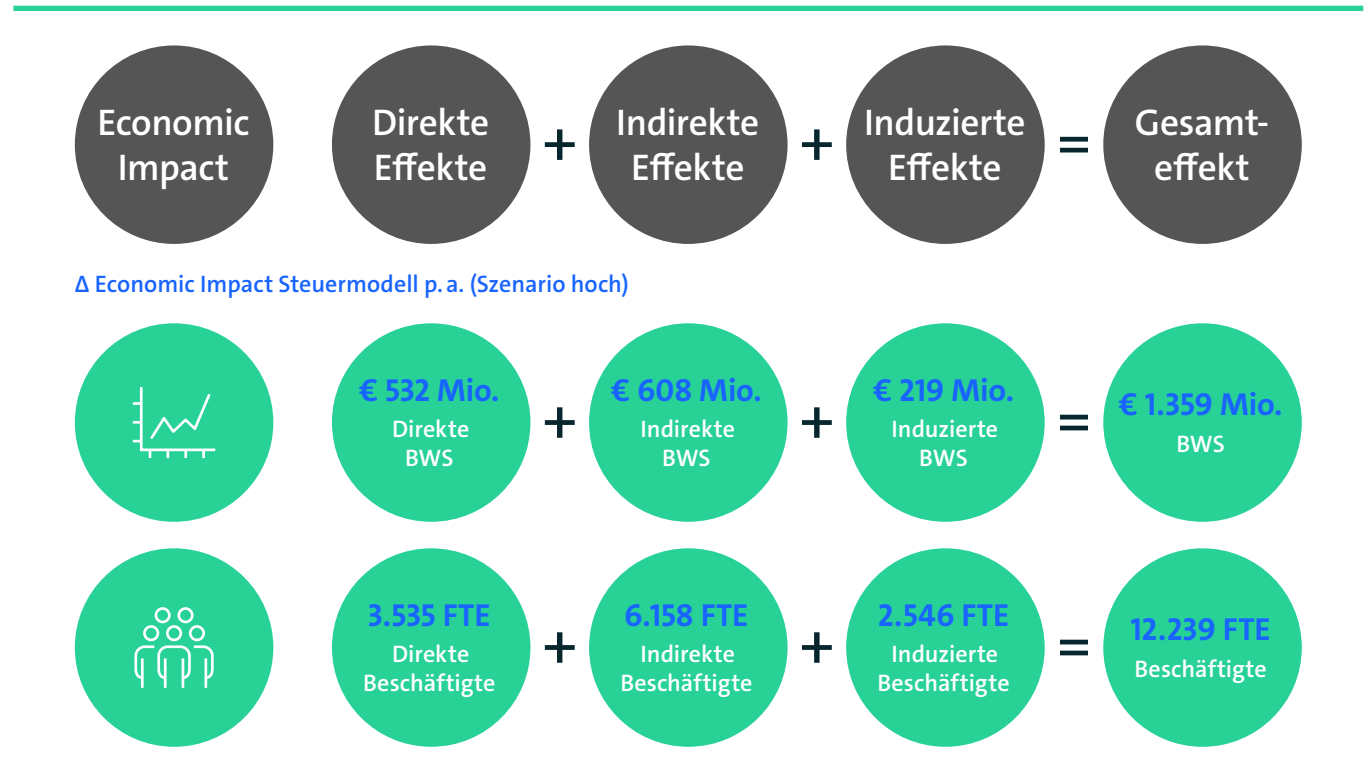 Economic
Impact
Direkte
Effekte
+
Indirekte
Effekte
+
Induzierte
Effekte
=
Gesamt-
effekt
Δ Economic Impact Steuermodell p. a. (Szenario hoch)
€ 532 Mio.
Direkte
BWS
+
€ 608 Mio.
Indirekte
BWS
+
€ 219 Mio.
Induzierte
BWS
=
€ 1.359 Mio.
BWS
3.535 FTE
Direkte
Beschäftigte
+
6.158 FTE
Indirekte
Beschäftigte
+
2.546 FTE
Induzierte
Beschäftigte
=
12.239 FTE
Beschäftigte